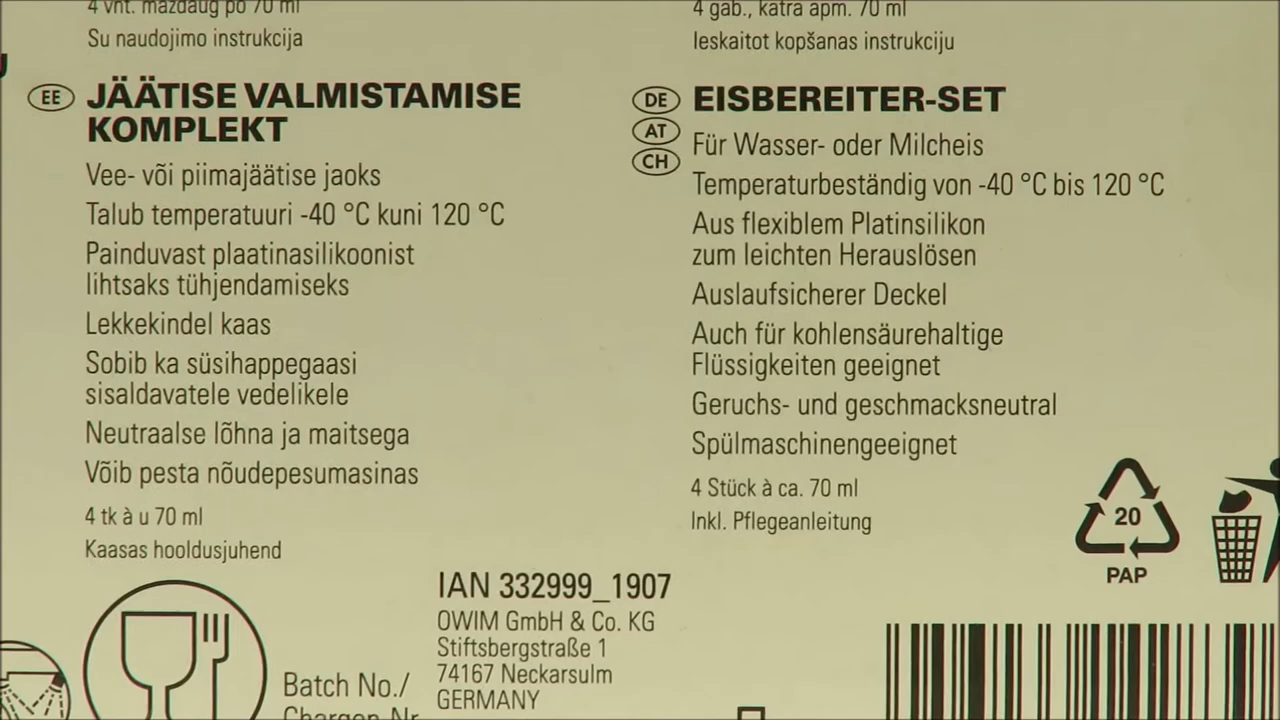 4 vnt. maždaug po 70 ml
Su naudojimo instrukcija
EE
JÄÄTISE VALMISTAMISE
KOMPLEKT
Vee- või piimajäätise jaoks
Talub temperatuuri -40 °C kuni 120 °C
Painduvast plaatinasilikoonist
lihtsaks tühjendamiseks
Lekkekindel kaas
Sobib ka süsihappegaasi
sisaldavatele vedelikele
Neutraalse lõhna ja maitsega
Võib pesta nõudepesumasinas
4 tk à u 70 ml
Kaasas hooldusjuhend
4 gab., katra apm. 70 ml
Ieskaitot kopšanas instrukciju
DE
AT
CH
EISBEREITER-SET
Für Wasser- oder Milcheis
Temperaturbeständig von -40 °C bis 120 °C
Aus flexiblem Platinsilikon
zum leichten Herauslösen
Auslaufsicherer Deckel
Auch für kohlensäurehaltige
Flüssigkeiten geeignet
Geruchs- und geschmacksneutral
Spülmaschinengeeignet
4 Stück à ca. 70 ml
Inkl. Pflegeanleitung
20
PAP
IAN 332999_1907
OWIM GmbH & Co. KG
Stiftsbergstraße 1
74167 Neckarsulm
GERMANY
Batch No./
Chargen-Nr.